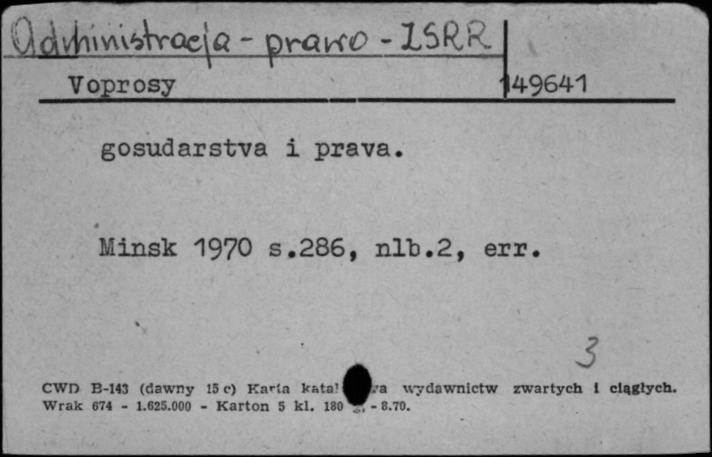 Administracja - prawo - ZSRR
Voprosy 149641
gosudarstva i prava.
Minsk 1970 s.286, nlb.2, err.
3
CWD B-143 (dawny 15 c) Karta wydawnictw zwartych i ciągłych.
Wrak 674 - 1.625.000 - Karton 5 kl. 180 - 8.70.